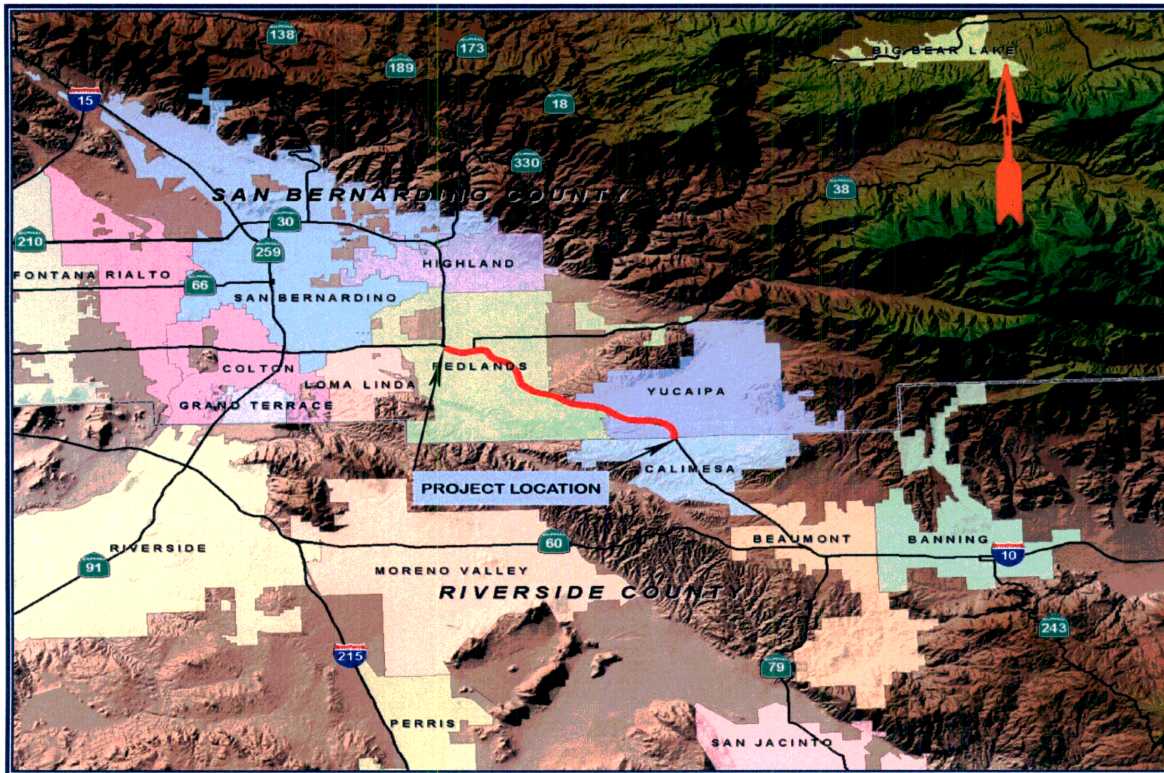 138
173
189
BIG BEAR LAKE
15
18
330
38
SAN BERNARDINO COUNTY
30
210
259
HIGHLAND
FONTANA
RIALTO
66
SAN BERNARDINO
COLTON
REDLANDS
LOMA LINDA
YUCAIPA
GRAND TERRACE
CALIMESA
PROJECT LOCATION
RIVERSIDE
60
BEAUMONT
BANNING
10
91
MORENO VALLEY
RIVERSIDE COUNTY
243
215
79
PERRIS
SAN JACINTO